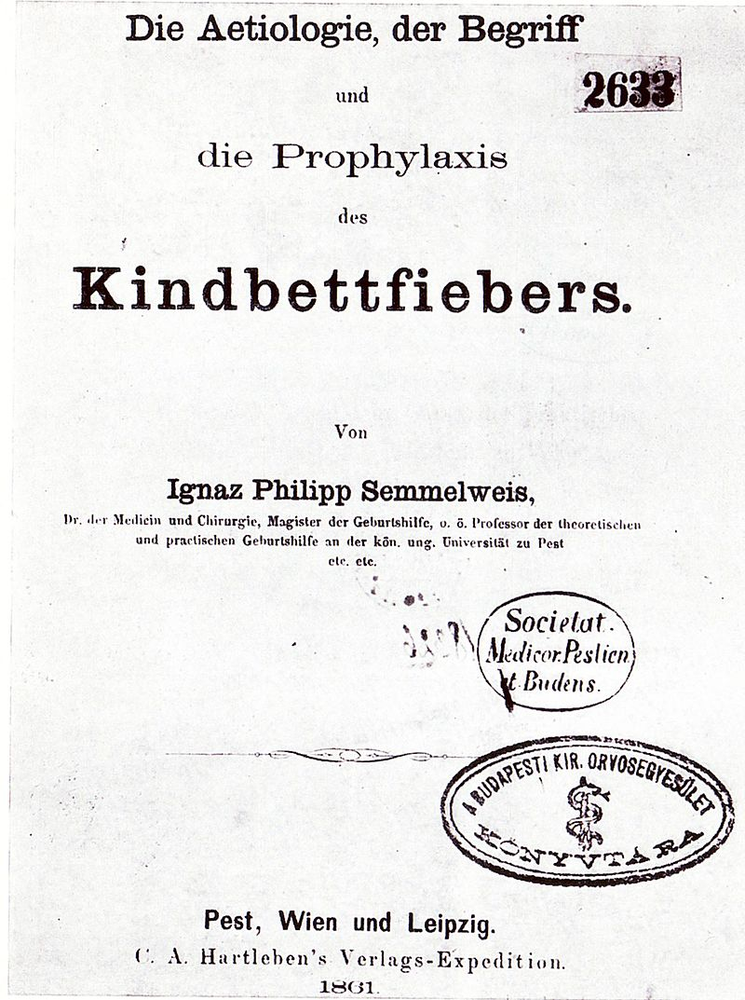 Die Aetiologie, der Begriff
2633
und
die Prophylaxis
des
Kindbettfiebers.
Von
Ignaz Philipp Semmelweis,
Dr. der Medicin und Chirurgie, Magister der Geburtshilfe, o. ö. Professor der theoretischen
und practischen Geburtshilfe an der kön. ung. Universität zu Pest
etc. etc.
Societat.
Medicor. Pestien
et Budens.
A BUDAPESTI KIR. ORVOSEGYESÜLET
KÖNYVTÁRA
Pest, Wien und Leipzig.
C. A. Hartleben's Verlags-Expedition.
1861.